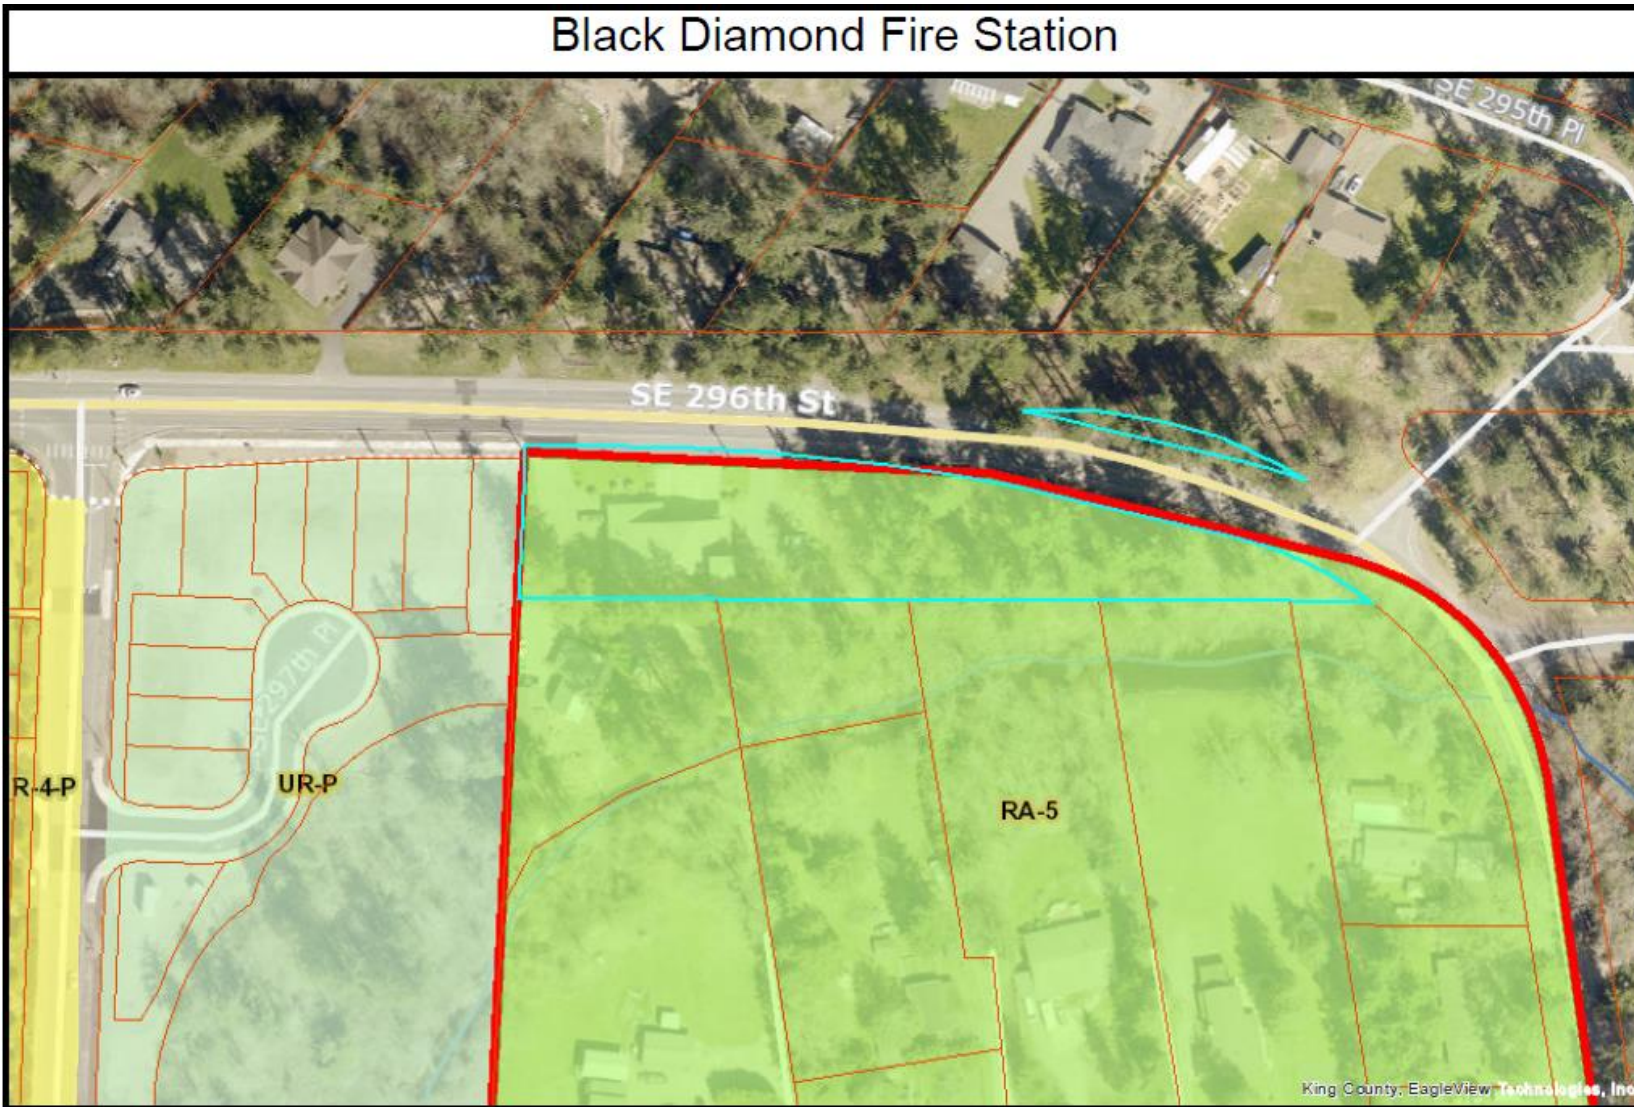 Black Diamond Fire Station
SE 295th Pl
SE 296th St
SE 297th Pl
R-4-P
UR-P
RA-5
King County, EagleView Technologies, Inc